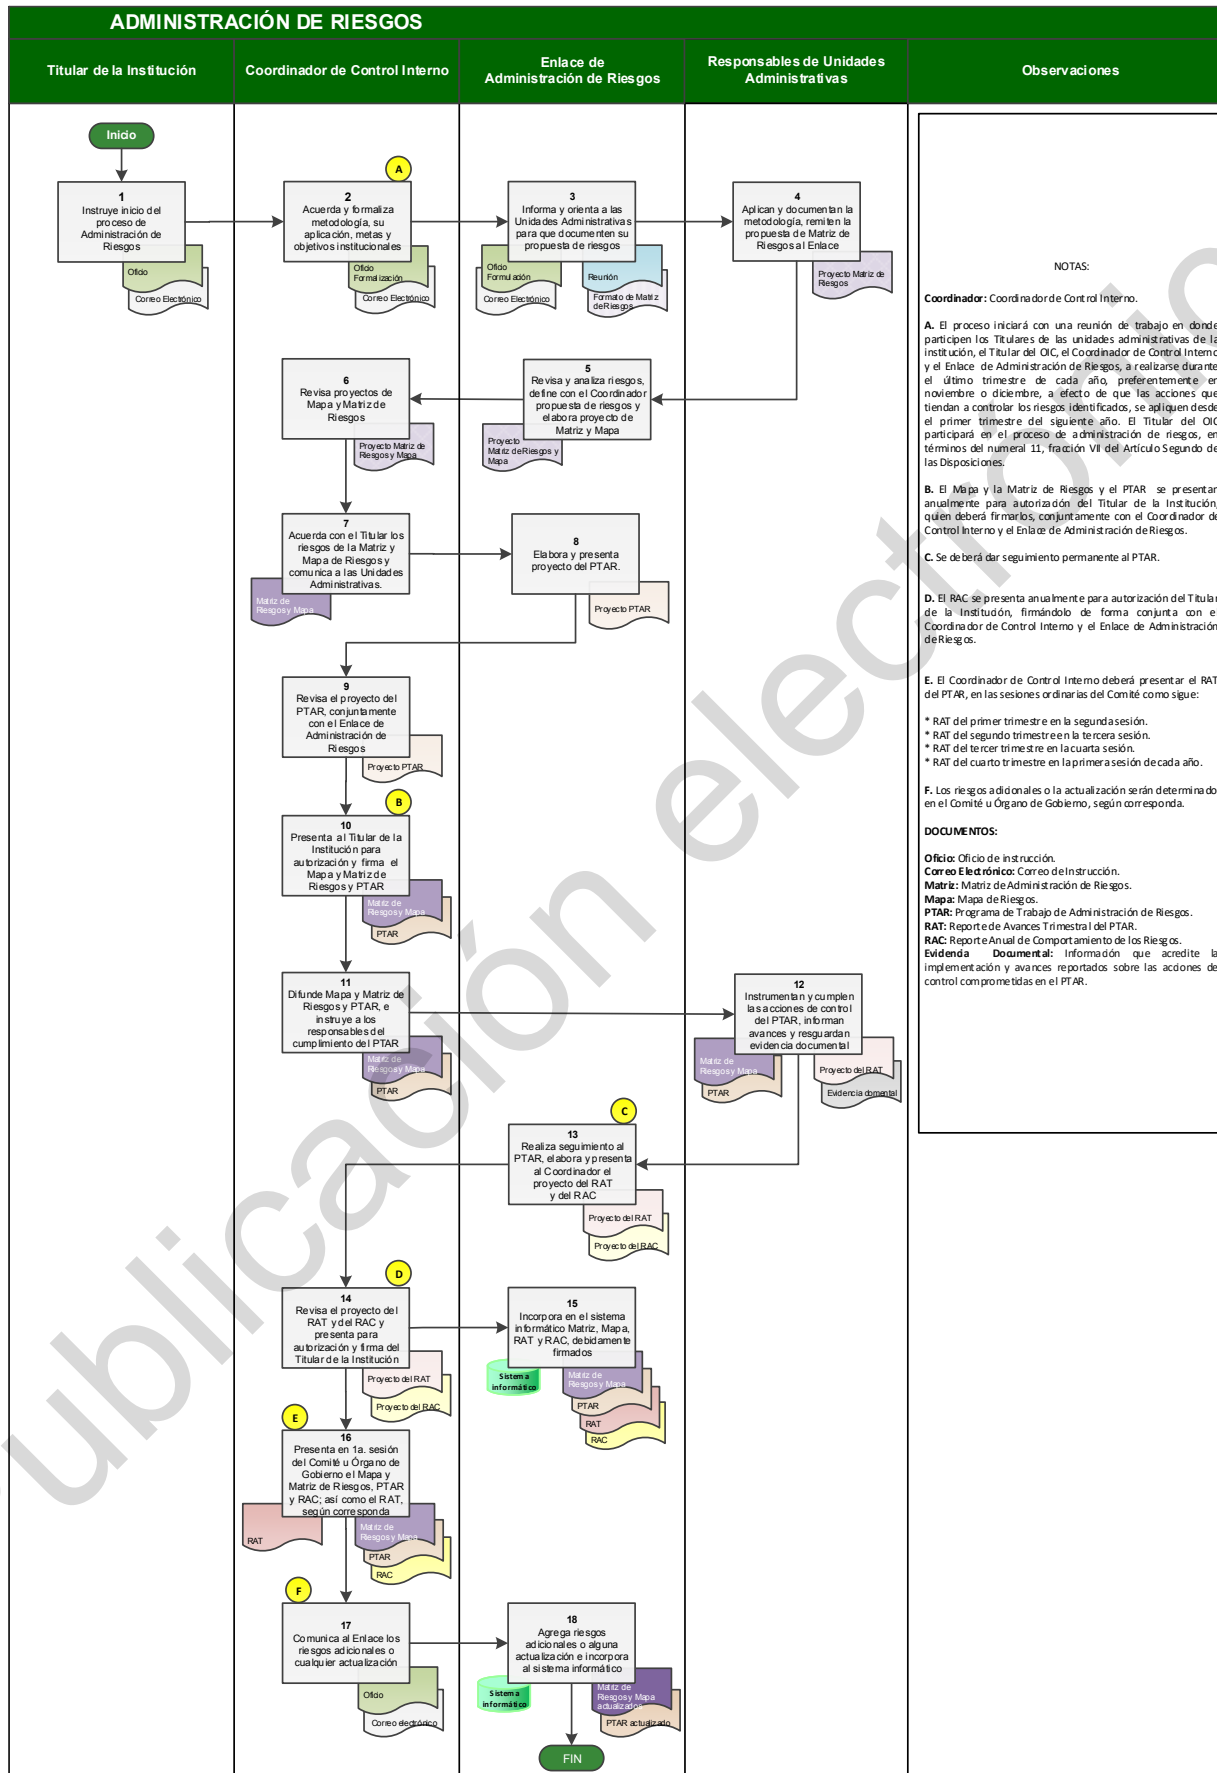 ADMINISTRACIÓN DE RIESGOS
Titular de la Institución
Coordinador de Control Interno
Enlace de
Administración de Riesgos
Responsables de Unidades
Administrativas
Observaciones
Inicio
1
Instruye inicio del
proceso de
Administración de
Riesgos
Oficio
Correo Electrónico
A
2
Acuerda y formaliza
metodología, su
aplicación, metas y
objetivos institucionales
Oficio
Formalización
Correo Electrónico
3
Informa y orienta a las
Unidades Administrativas
para que documenten su
propuesta de riesgos
Oficio
Formulación
Correo Electrónico
Reunión
Formato de Matriz
de Riesgos
4
Aplican y documentan la
metodología, remiten la
propuesta de Matriz de
Riesgos al Enlace
Proyecto Matriz de
Riesgos
5
Revisa y analiza riesgos,
define con el Coordinador
propuesta de riesgos y
elabora proyecto de
Matriz y Mapa
Proyecto
Matriz de Riesgos y
Mapa
6
Revisa proyectos de
Mapa y Matriz de
Riesgos
Proyecto Matriz de
Riesgos y Mapa
7
Acuerda con el Titular los
riesgos de la Matriz y
Mapa de Riesgos y
comunica a las Unidades
Administrativas.
Matriz de
Riesgos y Mapa
8
Elabora y presenta
proyecto del PTAR.
Proyecto PTAR
9
Revisa el proyecto del
PTAR, conjuntamente
con el Enlace de
Administración de
Riesgos
Proyecto PTAR
B
10
Presenta al Titular de la
Institución para
autorización y firma el
Mapa y Matriz de
Riesgos y PTAR
Matriz de
Riesgos y Mapa
PTAR
11
Difunde Mapa y Matriz de
Riesgos y PTAR, e
instruye a los
responsables del
cumplimiento del PTAR
Matriz de
Riesgos y Mapa
PTAR
12
Instrumentan y cumplen
las acciones de control
del PTAR, informan
avances y resguardan
evidencia documental
Matriz de
Riesgos y Mapa
PTAR
Proyecto del RAT
Evidencia domental
C
13
Realiza seguimiento al
PTAR, elabora y presenta
al Coordinador el
proyecto del RAT
y del RAC
Proyecto del RAT
Proyecto del RAC
D
14
Revisa el proyecto del
RAT y del RAC y
presenta para
autorización y firma del
Titular de la Institución
Proyecto del RAT
Proyecto del RAC
15
Incorpora en el sistema
informático Matriz, Mapa,
RAT y RAC, debidamente
firmados
Sistema
informático
Matriz de
Riesgos y Mapa
PTAR
RAT
RAC
E
16
Presenta en 1a. sesión
del Comité u Órgano de
Gobierno el Mapa y
Matriz de Riesgos, PTAR
y RAC; así como el RAT,
según corresponda
RAT
Matriz de
Riesgos y Mapa
PTAR
RAC
F
17
Comunica al Enlace los
riesgos adicionales o
cualquier actualización
Oficio
Correo electrónico
18
Agrega riesgos
adicionales o alguna
actualización e incorpora
al sistema informático
Sistema
informático
Matriz de
Riesgos y Mapa
actualizados
PTAR actualizado
FIN
NOTAS:
Coordinador: Coordinador de Control Interno.
A. El proceso iniciará con una reunión de trabajo en donde
participen los Titulares de las unidades administrativas de la
institución, el Titular del OIC, el Coordinador de Control Interno
y el Enlace de Administración de Riesgos, a realizarse durante
el último trimestre de cada año, preferentemente en
noviembre o diciembre, a efecto de que las acciones que
tiendan a controlar los riesgos identificados, se apliquen desde
el primer trimestre del siguiente año. El Titular del OIC
participará en el proceso de administración de riesgos, en
términos del numeral 11, fracción VII del Artículo Segundo de
las Disposiciones.
B. El Mapa y la Matriz de Riesgos y el PTAR se presentan
anualmente para autorización del Titular de la Institución,
quien deberá firmarlos, conjuntamente con el Coordinador de
Control Interno y el Enlace de Administración de Riesgos.
C. Se deberá dar seguimiento permanente al PTAR.
D. El RAC se presenta anualmente para autorización del Titular
de la Institución, firmándolo de forma conjunta con el
Coordinador de Control Interno y el Enlace de Administración
de Riesgos.
E. El Coordinador de Control Interno deberá presentar el RAT
del PTAR, en las sesiones ordinarias del Comité como sigue:
* RAT del primer trimestre en la segunda sesión.
* RAT del segundo trimestre en la tercera sesión.
* RAT del tercer trimestre en la cuarta sesión.
* RAT del cuarto trimestre en la primera sesión de cada año.
F. Los riesgos adicionales o la actualización serán determinado
en el Comité u Órgano de Gobierno, según corresponda.
DOCUMENTOS:
Oficio: Oficio de instrucción.
Correo Electrónico: Correo de Instrucción.
Matriz: Matriz de Administración de Riesgos.
Mapa: Mapa de Riesgos.
PTAR: Programa de Trabajo de Administración de Riesgos.
RAT: Reporte de Avances Trimestral del PTAR.
RAC: Reporte Anual de Comportamiento de los Riesgos.
Evidencia Documental: Información que acredite la
implementación y avances reportados sobre las acciones de
control comprometidas en el PTAR.
ublicación electrónic